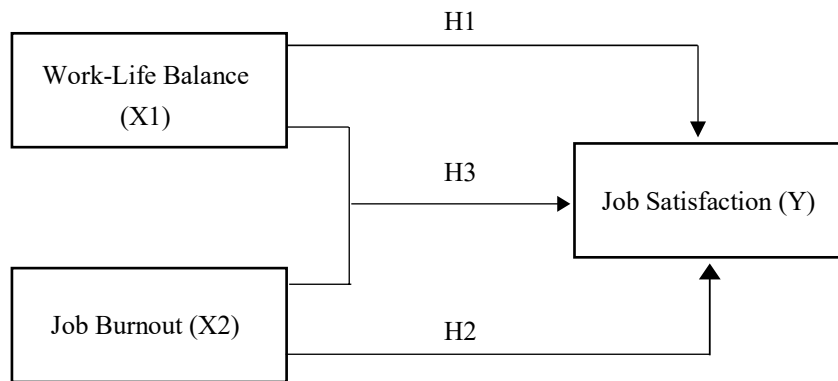 H1
Work-Life Balance
(X1)
H3
Job Satisfaction (Y)
Job Burnout (X2)
H2